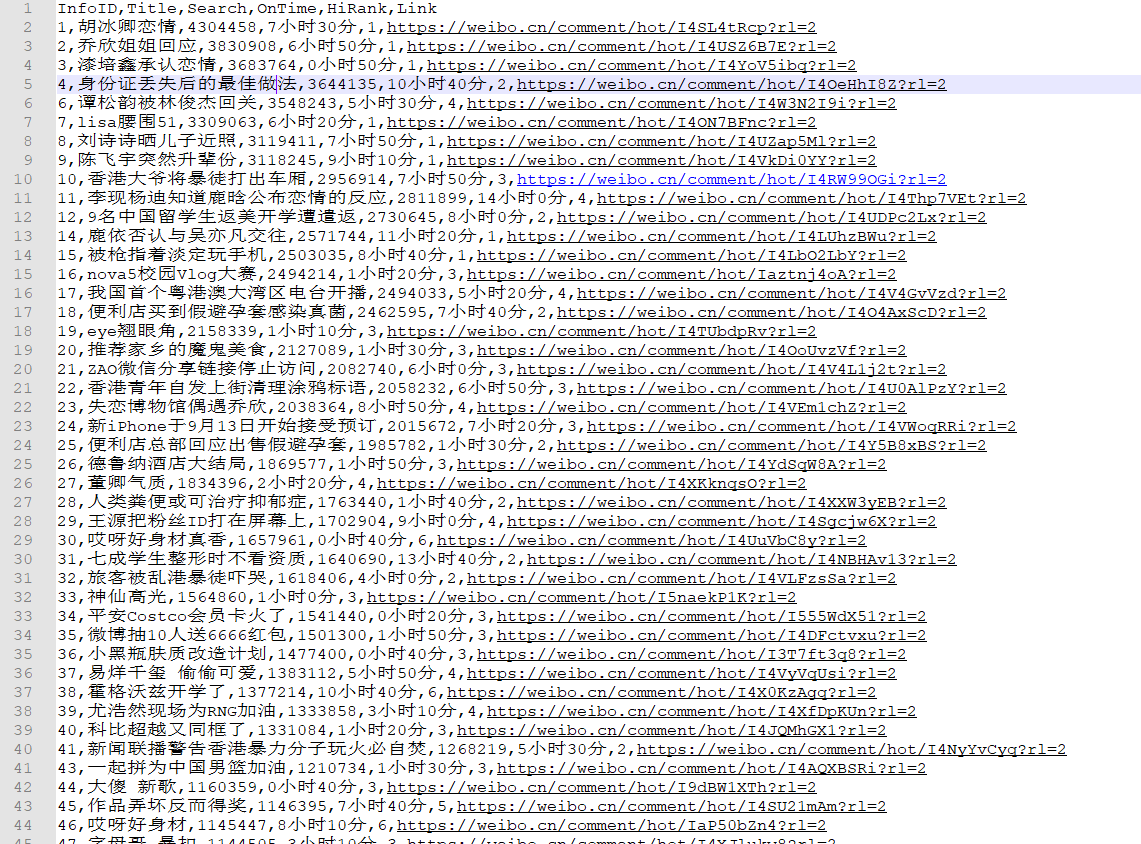 1 InfoID,Title,Search,OnTime,HiRank,Link
2 1,胡冰卿恋情,4304458,7小时30分,1,https://weibo.cn/comment/hot/I4SL4tRcp?rl=2
3 2,乔欣姐姐回应,3830908,6小时50分,1,https://weibo.cn/comment/hot/I4USZ6B7E?rl=2
4 3,漆培鑫承认恋情,3683764,0小时50分,1,https://weibo.cn/comment/hot/I4YoV5ibq?rl=2
5 4,身份证丢失后的最佳做法,3644135,10小时40分,2,https://weibo.cn/comment/hot/I4OeHhI8Z?rl=2
6 6,谭松韵被林俊杰回关,3548243,5小时30分,4,https://weibo.cn/comment/hot/I4W3N2I9i?rl=2
7 7,lisa腰围51,3309063,6小时20分,1,https://weibo.cn/comment/hot/I4ON7BFnc?rl=2
8 8,刘诗诗晒儿子近照,3119411,7小时50分,1,https://weibo.cn/comment/hot/I4UZap5Ml?rl=2
9 9,陈飞宇突然升辈份,3118245,9小时10分,1,https://weibo.cn/comment/hot/I4VkDi0YY?rl=2
10 10,香港大爷将暴徒打出车厢,2956914,7小时50分,3,https://weibo.cn/comment/hot/I4RW99OGi?rl=2
11 11,李现杨迪知道鹿晗公布恋情的反应,2811899,14小时0分,4,https://weibo.cn/comment/hot/I4Thp7VEt?rl=2
12 12,9名中国留学生返美开学遭遣返,2730645,8小时0分,2,https://weibo.cn/comment/hot/I4UDPc2Lx?rl=2
13 14,鹿依否认与吴亦凡交往,2571744,11小时20分,1,https://weibo.cn/comment/hot/I4LUhzBWu?rl=2
14 15,被枪指着淡定玩手机,2503035,8小时40分,1,https://weibo.cn/comment/hot/I4LbO2LbY?rl=2
15 16,nova5校园Vlog大赛,2494214,1小时20分,3,https://weibo.cn/comment/hot/Iaztnj4oA?rl=2
16 17,我国首个粤港澳大湾区电台开播,2494033,5小时20分,4,https://weibo.cn/comment/hot/I4V4GvVzd?rl=2
17 18,便利店买到假避孕套感染真菌,2462595,7小时40分,2,https://weibo.cn/comment/hot/I4O4AxScD?rl=2
18 19,eye翘眼角,2158339,1小时10分,3,https://weibo.cn/comment/hot/I4TUbdpRv?rl=2
19 20,推荐家乡的魔鬼美食,2127089,1小时30分,3,https://weibo.cn/comment/hot/I4OoUvzVf?rl=2
20 21,ZAO微信分享链接停止访问,2082740,6小时0分,3,https://weibo.cn/comment/hot/I4V4L1j2t?rl=2
21 22,香港青年自发上街清理涂鸦标语,2058232,6小时50分,3,https://weibo.cn/comment/hot/I4U0AlPzY?rl=2
22 23,失恋博物馆偶遇乔欣,2038364,8小时50分,4,https://weibo.cn/comment/hot/I4VEm1chZ?rl=2
23 24,新iPhone于9月13日开始接受预订,2015672,7小时20分,3,https://weibo.cn/comment/hot/I4VWoqRRi?rl=2
24 25,便利店总部回应出售假避孕套,1985782,1小时30分,2,https://weibo.cn/comment/hot/I4Y5B8xBS?rl=2
25 26,德鲁纳酒店大结局,1869577,1小时50分,3,https://weibo.cn/comment/hot/I4YdSqW8A?rl=2
26 27,董卿气质,1834396,2小时20分,4,https://weibo.cn/comment/hot/I4XKknqsO?rl=2
27 28,人类粪便或可治疗抑郁症,1763440,1小时40分,2,https://weibo.cn/comment/hot/I4XXW3yEB?rl=2
28 29,王源把粉丝ID打在屏幕上,1702904,9小时0分,4,https://weibo.cn/comment/hot/I4Sgcjw6X?rl=2
29 30,哎呀好身材真香,1657961,0小时40分,6,https://weibo.cn/comment/hot/I4UuVbC8y?rl=2
30 31,七成学生整形时不看资质,1640690,13小时40分,2,https://weibo.cn/comment/hot/I4NBHAv13?rl=2
31 32,旅客被乱港暴徒吓哭,1618406,4小时0分,2,https://weibo.cn/comment/hot/I4VLFzsSa?rl=2
32 33,神仙高光,1564860,1小时0分,3,https://weibo.cn/comment/hot/I5naekP1K?rl=2
33 34,平安Costco会员卡火了,1541440,0小时20分,3,https://weibo.cn/comment/hot/I555WdX51?rl=2
34 35,微博抽10人送6666红包,1501300,1小时50分,3,https://weibo.cn/comment/hot/I4DFctvxu?rl=2
35 36,小黑瓶肤质改造计划,1477400,0小时40分,3,https://weibo.cn/comment/hot/I3T7ft3q8?rl=2
36 37,易烊千玺 偷偷可爱,1383112,5小时50分,4,https://weibo.cn/comment/hot/I4VyVqUsi?rl=2
37 38,霍格沃兹开学了,1377214,10小时40分,6,https://weibo.cn/comment/hot/I4X0KzAgq?rl=2
38 39,尤浩然现场为RNG加油,1333858,3小时10分,4,https://weibo.cn/comment/hot/I4XfDpKUn?rl=2
39 40,科比超越又同框了,1331084,1小时20分,3,https://weibo.cn/comment/hot/I4JQMhGX1?rl=2
40 41,新闻联播警告香港暴力分子玩火必自焚,1268219,5小时30分,2,https://weibo.cn/comment/hot/I4NyYvCyq?rl=2
41 43,一起拼为中国男篮加油,1210734,1小时30分,3,https://weibo.cn/comment/hot/I4AQXBSRi?rl=2
42 44,大傻 新歌,1160359,0小时40分,3,https://weibo.cn/comment/hot/I9dBW1XTh?rl=2
43 45,作品弄坏反而得奖,1146395,7小时40分,5,https://weibo.cn/comment/hot/I4SU21mAm?rl=2
44 46,哎呀好身材,1145447,8小时10分,6,https://weibo.cn/comment/hot/IaP50bZn4?rl=2